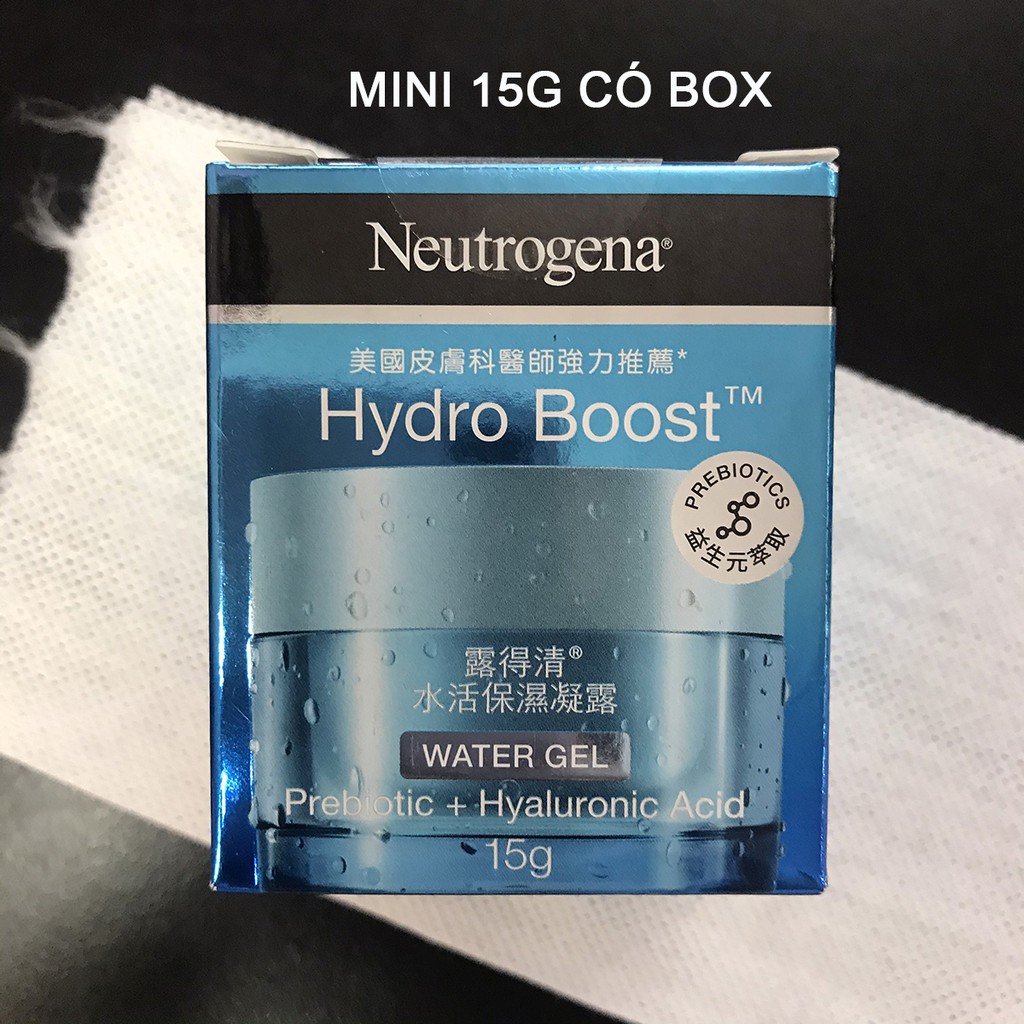 MINI 15G CÓ BOX
Neutrogena®
美國皮膚科醫師強力推薦*
Hydro Boost™
PREBIOTICS
益生元萃取
露得清®
水活保濕凝露
WATER GEL
Prebiotic + Hyaluronic Acid
15g